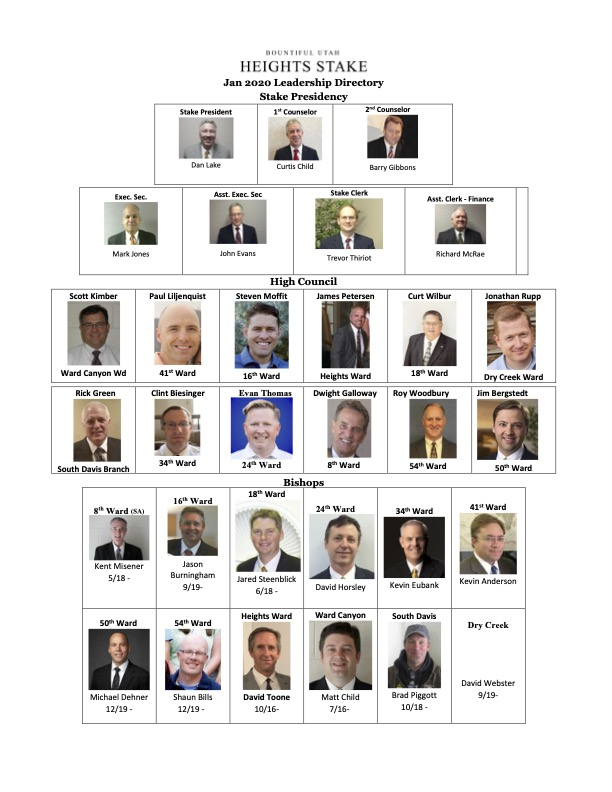 BOUNTIFUL UTAH
HEIGHTS STAKE
Jan 2020 Leadership Directory
Stake Presidency
Stake President
Dan Lake
1st Counselor
Curtis Child
2nd Counselor
Barry Gibbons
Exec. Sec.
Mark Jones
Asst. Exec. Sec
John Evans
Stake Clerk
Trevor Thiriot
Asst. Clerk - Finance
Richard McRae
High Council
Scott Kimber
Ward Canyon Wd
Paul Liljenquist
41st Ward
Steven Moffit
16th Ward
James Petersen
Heights Ward
Curt Wilbur
18th Ward
Jonathan Rupp
Dry Creek Ward
Rick Green
South Davis Branch
Clint Biesinger
34th Ward
Evan Thomas
24th Ward
Dwight Galloway
8th Ward
Roy Woodbury
54th Ward
Jim Bergstedt
50th Ward
Bishops
8th Ward (SA)
Kent Misener
5/18 -
16th Ward
Jason
Burningham
9/19-
18th Ward
Jared Steenblick
6/18 -
24th Ward
David Horsley
34th Ward
Kevin Eubank
41st Ward
Kevin Anderson
50th Ward
Michael Dehner
12/19 -
54th Ward
Shaun Bills
12/19 -
Heights Ward
David Toone
10/16-
Ward Canyon
Matt Child
7/16-
South Davis
Brad Piggott
10/18 -
Dry Creek
David Webster
9/19-